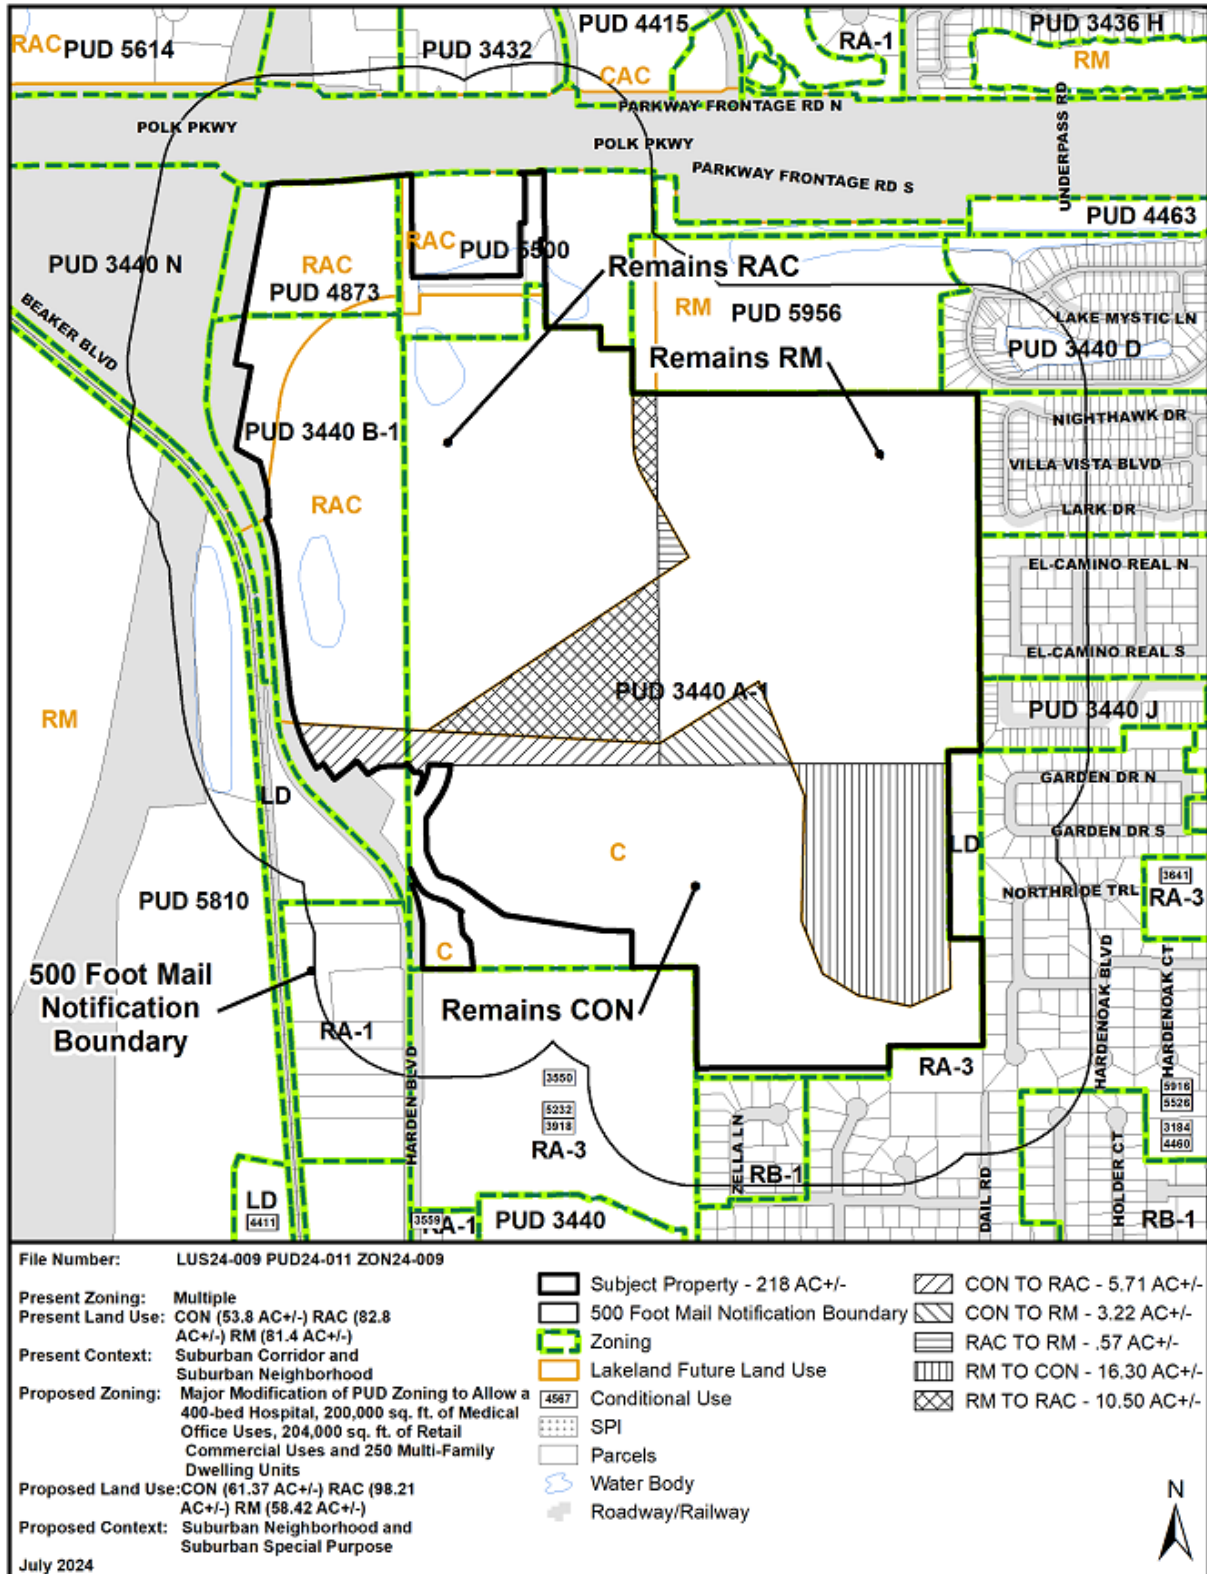 PUD 4415
PUD 3436 H
RAC PUD 5614
PUD 3432
RA-1
RM
CAC
PARKWAY FRONTAGE RD N
POLK PKWY
POLK PKWY
UNDERPASS RD
PARKWAY FRONTAGE RD S
PUD 4463
PUD 3440 N
RAC
PUD 5500
RAC
PUD 4873
Remains RAC
RM
PUD 5956
BEAKER BLVD
LAKE MYSTIC LN
PUD 3440 D
Remains RM
NIGHTHAWK DR
PUD 3440 B-1
VILLA VISTA BLVD
RAC
LARK DR
EL-CAMINO REAL N
EL-CAMINO REAL S
RM
PUD 3440 A-1
PUD 3440 J
GARDEN DR N
LD
GARDEN DR S
LD
C
3641
PUD 5810
NORTHRIDE TRL
RA-3
C
500 Foot Mail
Notification
Boundary
Remains CON
RA-1
HARDENOAK BLVD
HARDENOAK CT
HARDEN BLVD
RA-3
3550
5916
5526
5232
3918
3184
4460
RA-3
ZELLA LN
RB-1
DAIL RD
HOLDER CT
LD
4411
3559
RA-1
PUD 3440
RB-1
File Number: LUS24-009 PUD24-011 ZON24-009
Present Zoning: Multiple
Present Land Use: CON (53.8 AC+/-) RAC (82.8
AC+/-) RM (81.4 AC+/-)
Present Context: Suburban Corridor and
Suburban Neighborhood
Proposed Zoning: Major Modification of PUD Zoning to Allow a
400-bed Hospital, 200,000 sq. ft. of Medical
Office Uses, 204,000 sq. ft. of Retail
Commercial Uses and 250 Multi-Family
Dwelling Units
Proposed Land Use: CON (61.37 AC+/-) RAC (98.21
AC+/-) RM (58.42 AC+/-)
Proposed Context: Suburban Neighborhood and
Suburban Special Purpose
July 2024
Subject Property - 218 AC+/-
500 Foot Mail Notification Boundary
Zoning
Lakeland Future Land Use
4567 Conditional Use
SPI
Parcels
Water Body
Roadway/Railway
CON TO RAC - 5.71 AC+/-
CON TO RM - 3.22 AC+/-
RAC TO RM - .57 AC+/-
RM TO CON - 16.30 AC+/-
RM TO RAC - 10.50 AC+/-
N